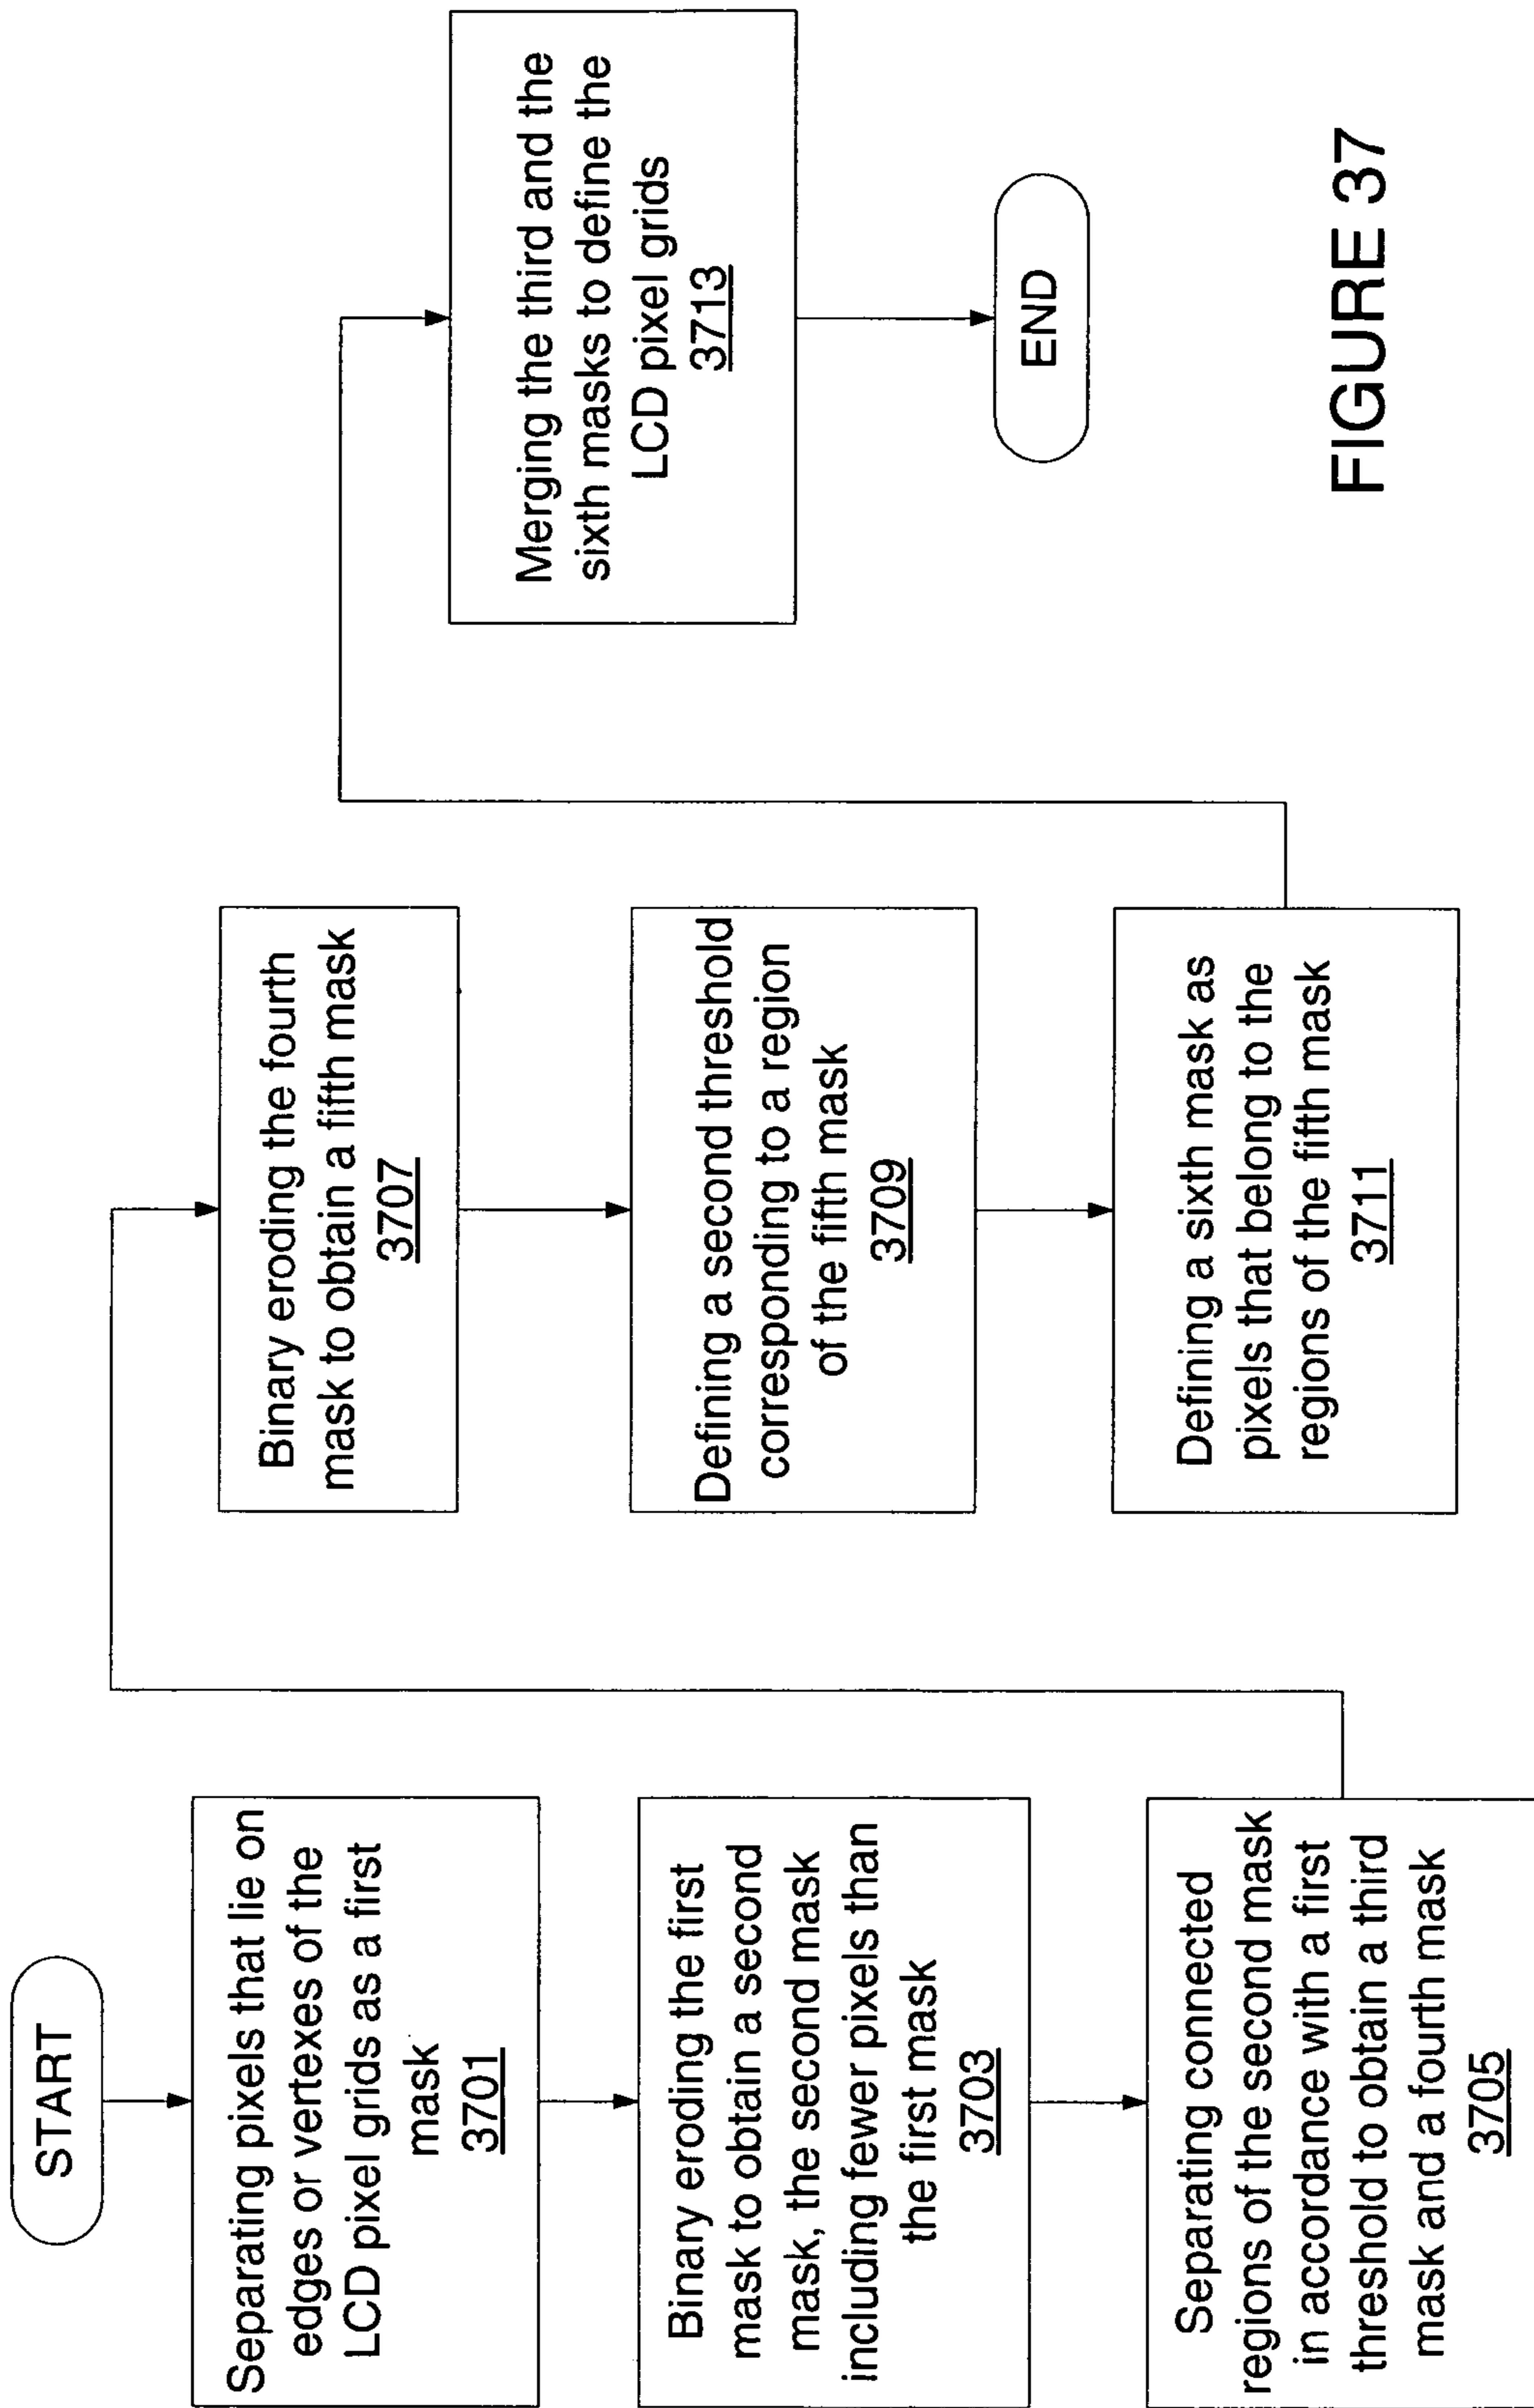 START
Separating pixels that lie on
edges or vertexes of the
LCD pixel grids as a first
mask
3701
Binary eroding the first
mask to obtain a second
mask, the second mask
including fewer pixels than
the first mask
3703
Separating connected
regions of the second mask
in accordance with a first
threshold to obtain a third
mask and a fourth mask
3705
Binary eroding the fourth
mask to obtain a fifth mask
3707
Defining a second threshold
corresponding to a region
of the fifth mask
3709
Defining a sixth mask as
pixels that belong to the
regions of the fifth mask
3711
Merging the third and the
sixth masks to define the
LCD pixel grids
3713
END
FIGURE 37